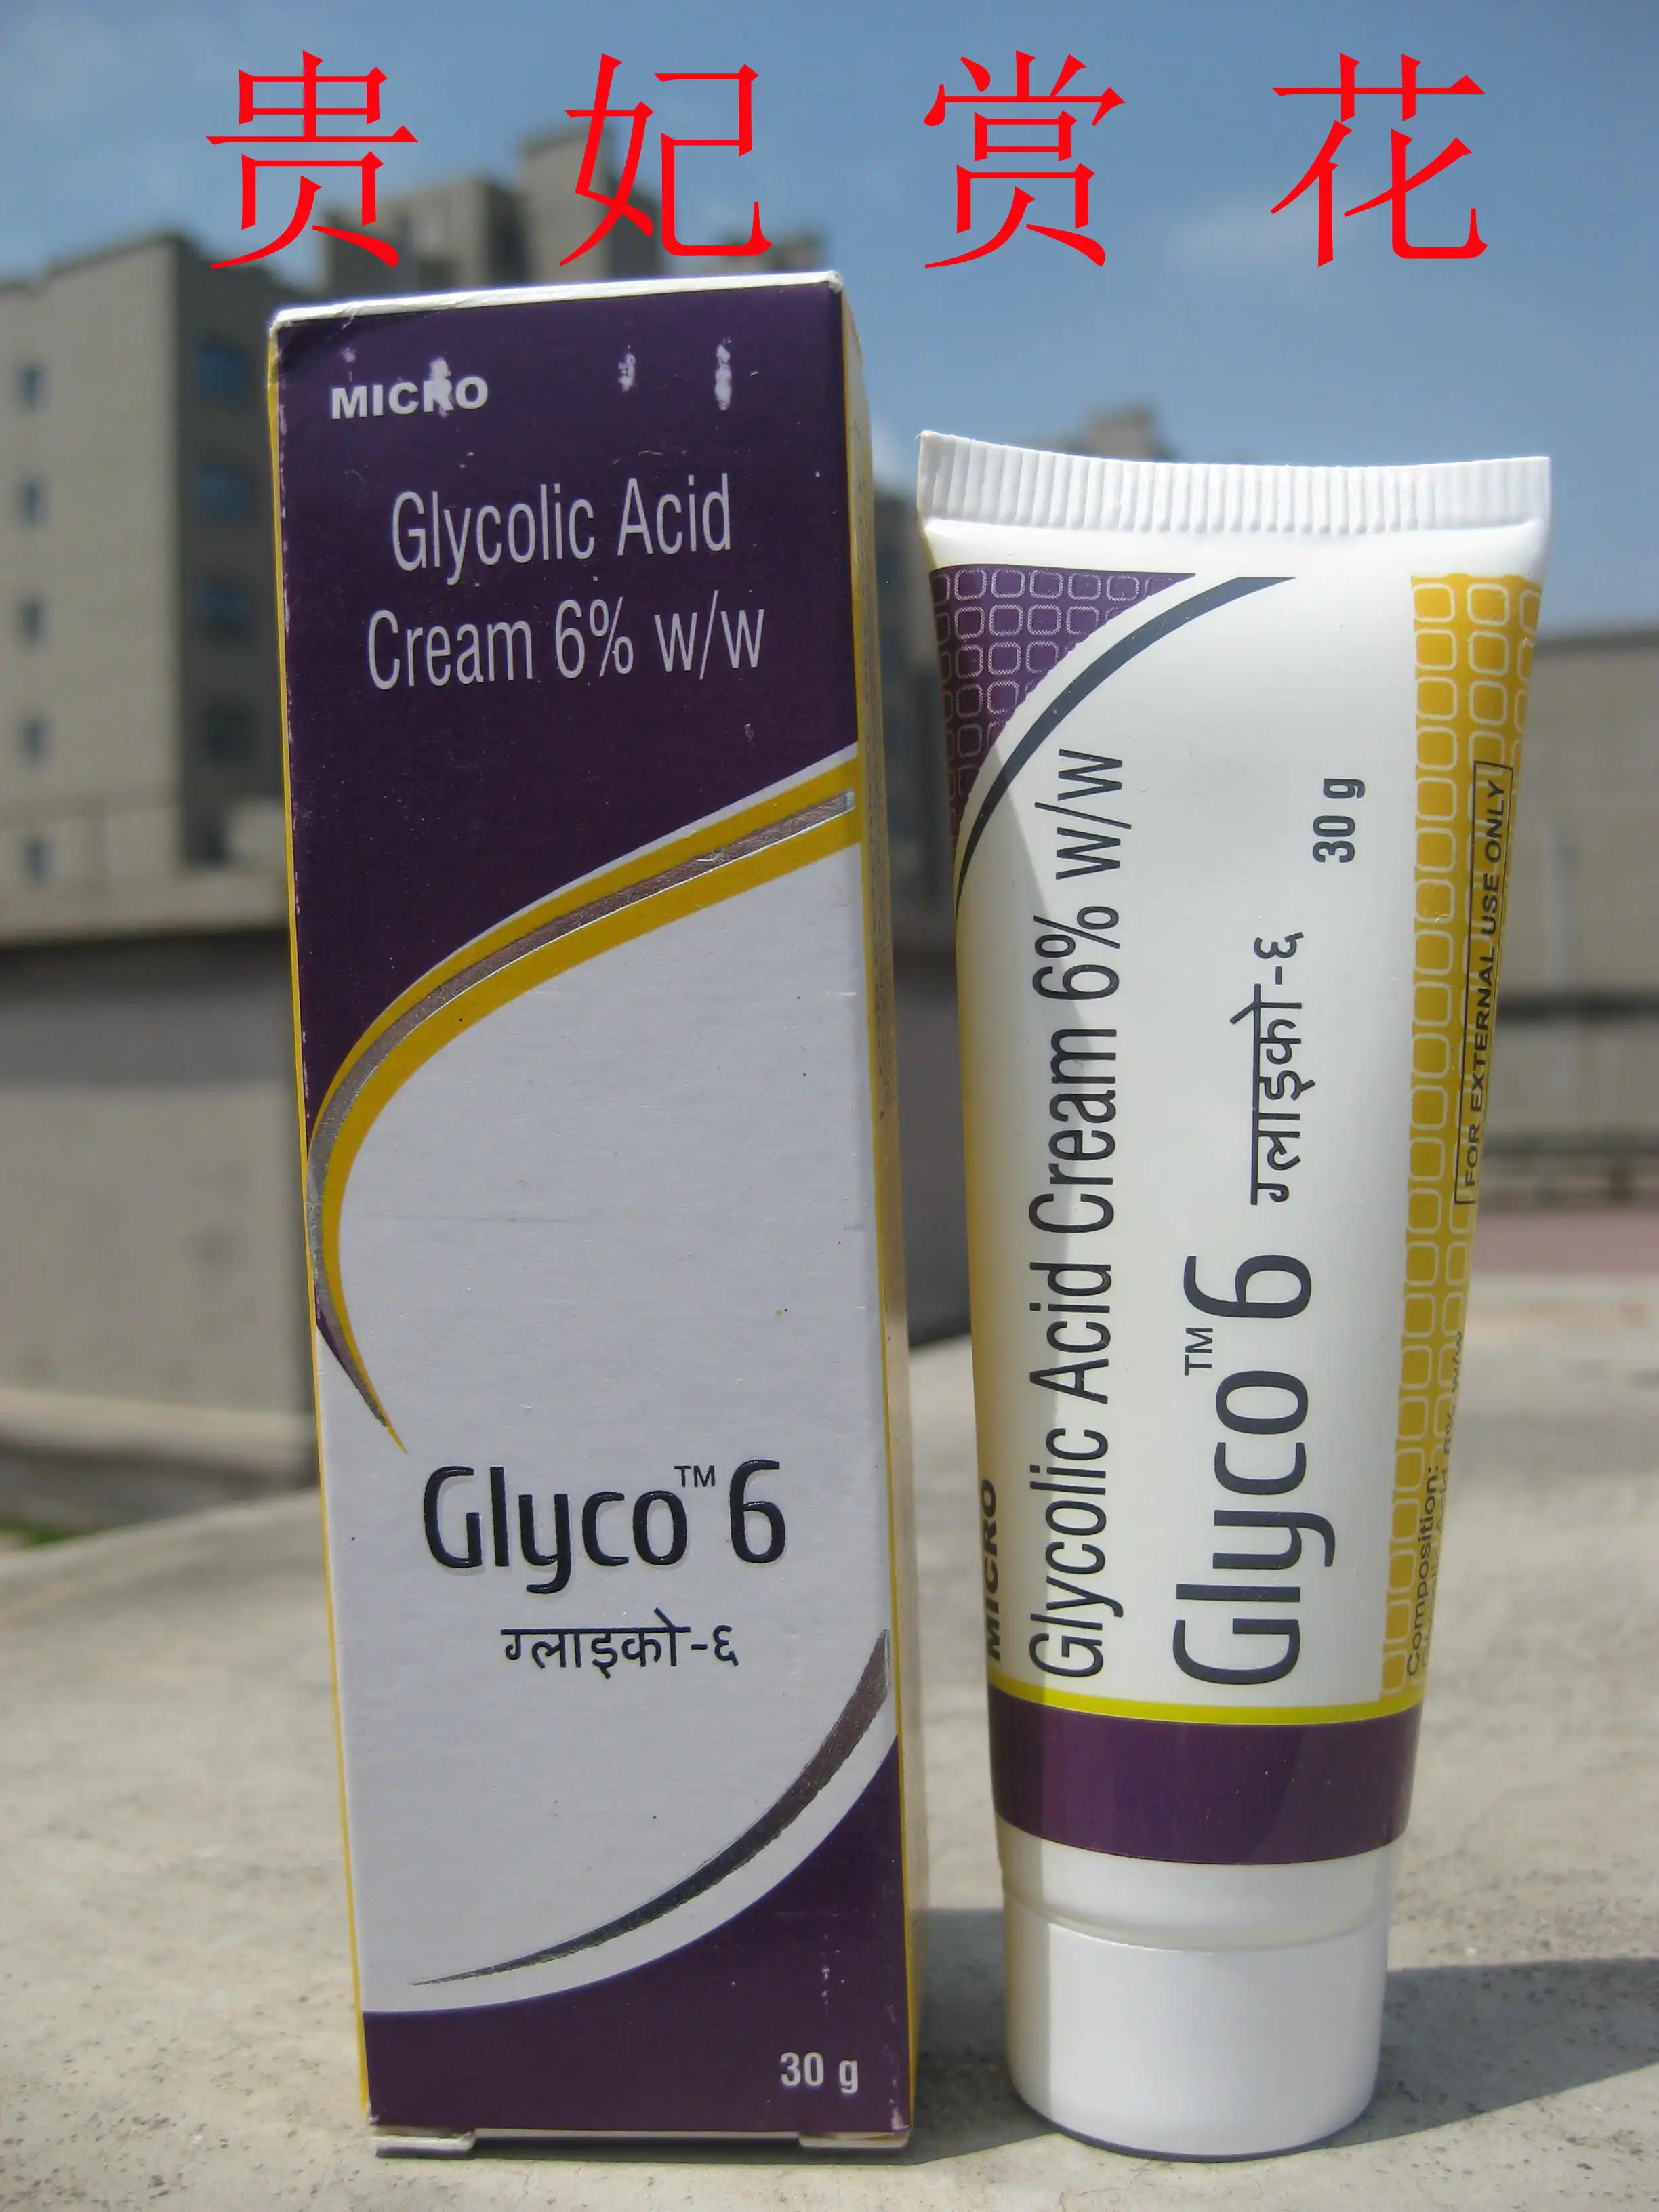 贵妃赏花
MICRO
Glycolic Acid
Cream 6% w/w
Glyco™ 6
ग्लाइको-६
30 g
MICRO
Glycolic Acid Cream 6% w/w
Glyco™ 6 ग्लाइको-६ 30 g
FOR EXTERNAL USE ONLY
Composition: